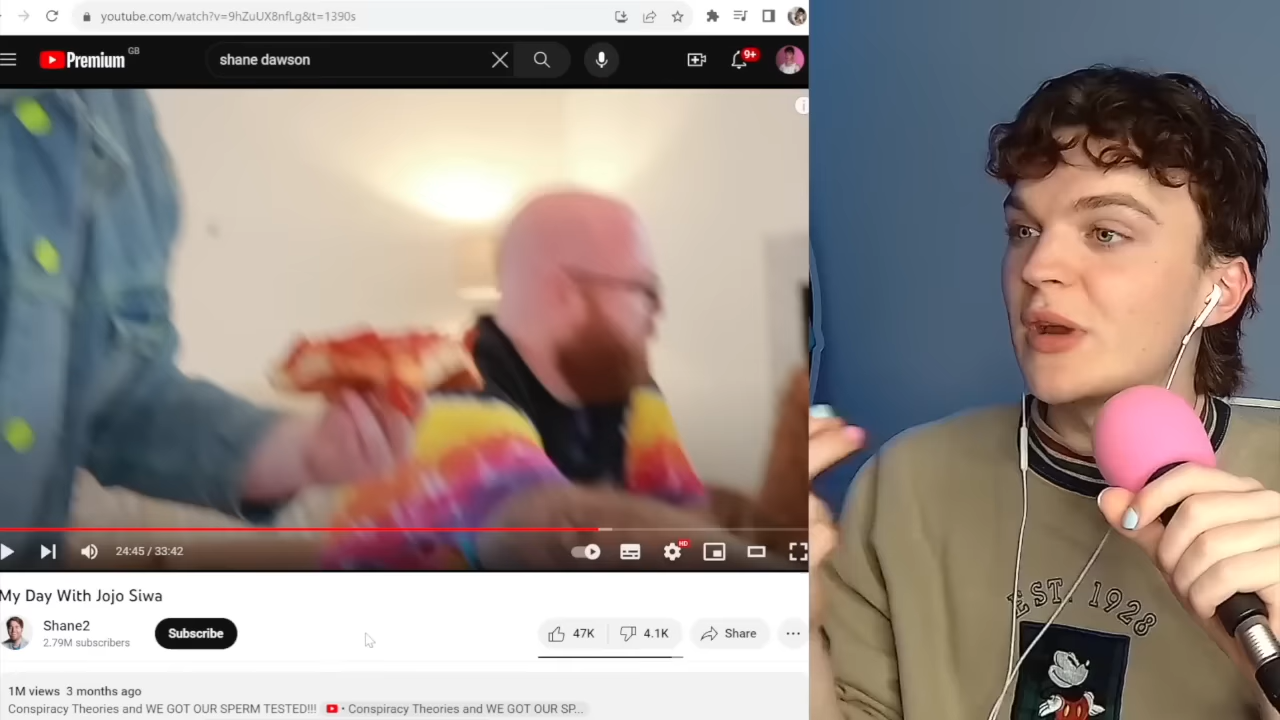 youtube.com/watch?v=9hZuUX8nfLg&t=1390s
Premium GB
shane dawson
9+
24:45 / 33:42
HD
My Day With Jojo Siwa
Shane2
2.79M subscribers
Subscribe
47K
4.1K
Share
1M views 3 months ago
Conspiracy Theories and WE GOT OUR SPERM TESTED!!! • Conspiracy Theories and WE GOT OUR SP...
EST. 1928